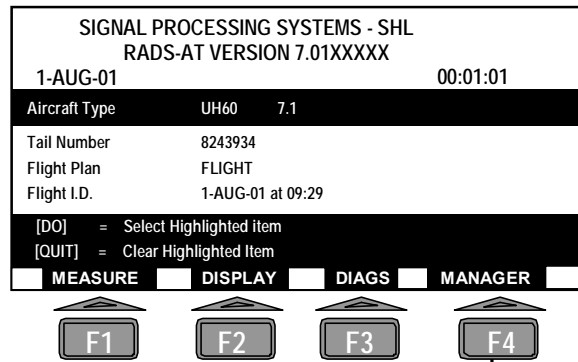 SIGNAL PROCESSING SYSTEMS - SHL
RADS-AT VERSION 7.01XXXXX
1-AUG-01 00:01:01
Aircraft Type UH60 7.1
Tail Number 8243934
Flight Plan FLIGHT
Flight I.D. 1-AUG-01 at 09:29
[DO] = Select Highlighted item
[QUIT] = Clear Highlighted Item
MEASURE DISPLAY DIAGS MANAGER
F1 F2 F3 F4